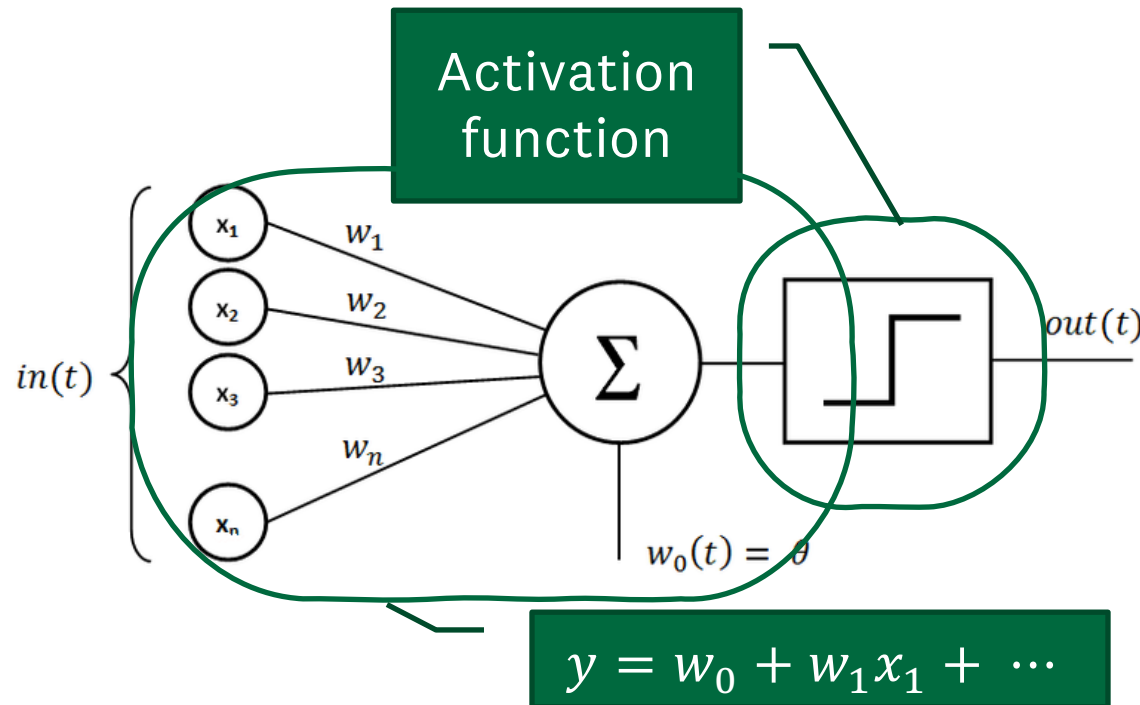 Activation
function
x₁
w₁
x₂
w₂
x₃
w₃
xₙ
wₙ
in(t)
Σ
out(t)
w₀(t) = θ
y = w₀ + w₁x₁ + ⋯